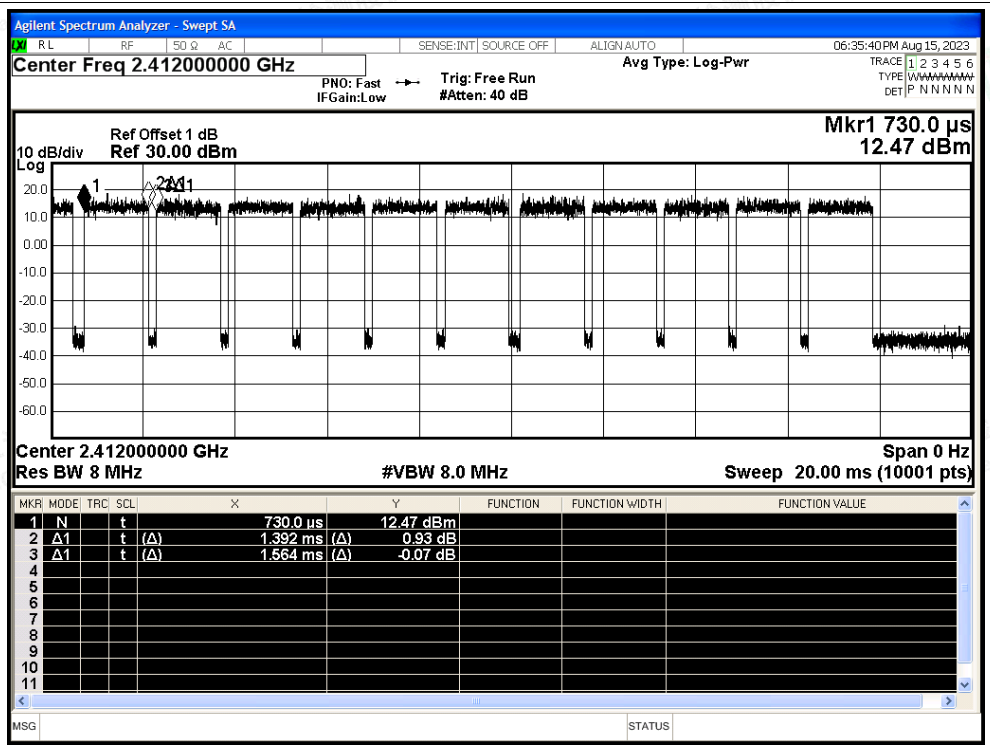 Agilent Spectrum Analyzer - Swept SA
LXI RL RF 50 Ω AC SENSE:INT SOURCE OFF ALIGN AUTO 06:35:40 PM Aug 15, 2023
Center Freq 2.412000000 GHz
PNO: Fast
IFGain:Low
Trig: Free Run
#Atten: 40 dB
Avg Type: Log-Pwr
TRACE 1 2 3 4 5 6
TYPE
DET P N N N N N
Mkr1 730.0 µs
12.47 dBm
Ref Offset 1 dB
10 dB/div Ref 30.00 dBm
Log
1
20.0
10.0
0.00
-10.0
-20.0
-30.0
-40.0
-50.0
-60.0
Center 2.412000000 GHz Span 0 Hz
Res BW 8 MHz #VBW 8.0 MHz Sweep 20.00 ms (10001 pts)
MKR MODE TRC SCL X Y FUNCTION FUNCTION WIDTH FUNCTION VALUE
1 N t 730.0 µs 12.47 dBm
2 Δ1 t (Δ) 1.392 ms (Δ) 0.93 dB
3 Δ1 t (Δ) 1.564 ms (Δ) -0.07 dB
4
5
6
7
8
9
10
11
MSG STATUS